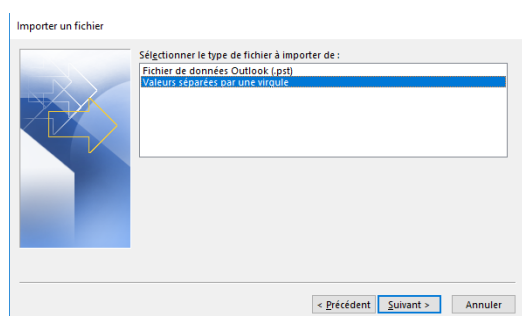 Importer un fichier
Sélectionner le type de fichier à importer de :
Fichier de données Outlook (.pst)
Valeurs séparées par une virgule
< Précédent
Suivant >
Annuler